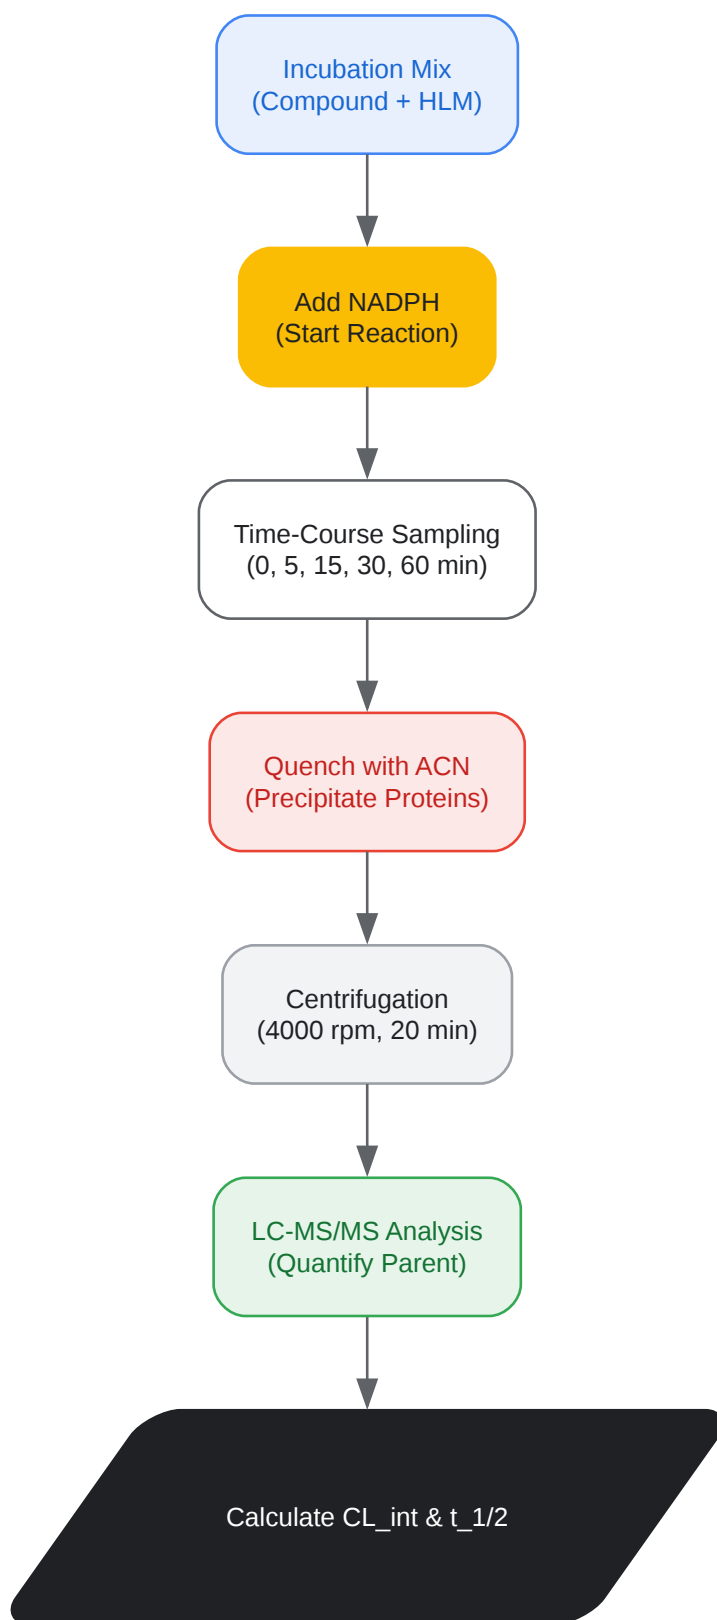 Incubation Mix
(Compound + HLM)
Add NADPH
(Start Reaction)
Time-Course Sampling
(0, 5, 15, 30, 60 min)
Quench with ACN
(Precipitate Proteins)
Centrifugation
(4000 rpm, 20 min)
LC-MS/MS Analysis
(Quantify Parent)
Calculate CL_int & t_1/2